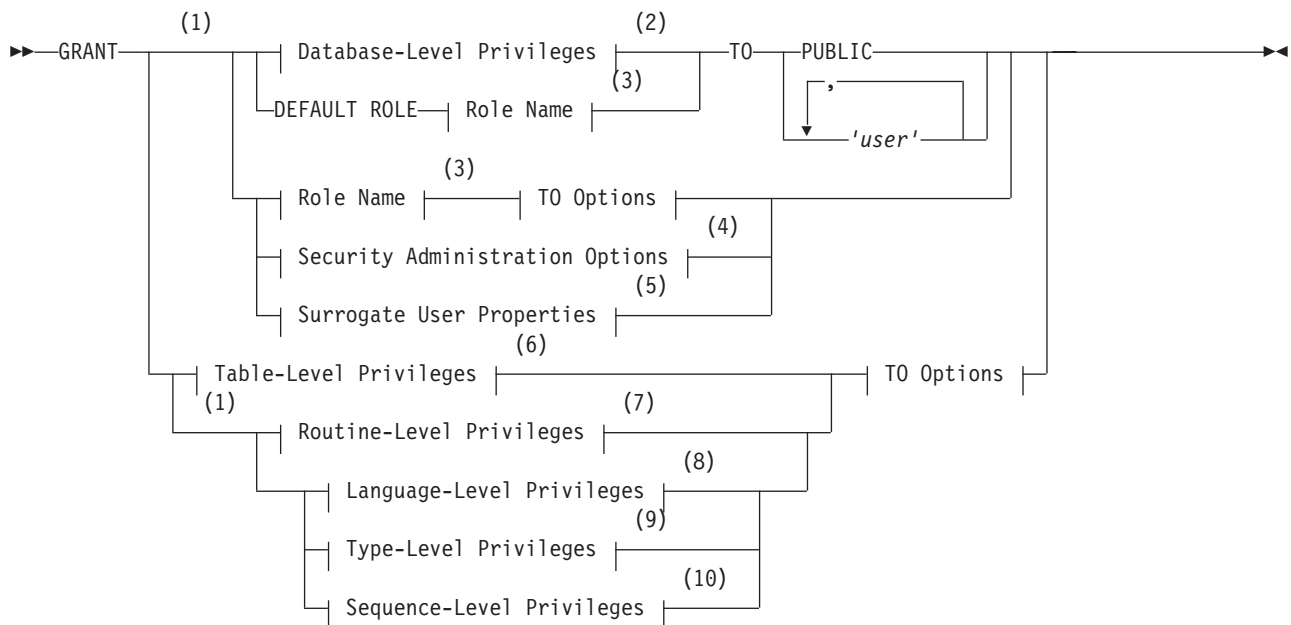 (1) (2)
GRANT Database-Level Privileges TO PUBLIC
(3) ,
DEFAULT ROLE Role Name 'user'
(3)
Role Name TO Options
(4)
Security Administration Options
(5)
Surrogate User Properties
(6)
Table-Level Privileges TO Options
(1) (7)
Routine-Level Privileges
(8)
Language-Level Privileges
(9)
Type-Level Privileges
(10)
Sequence-Level Privileges